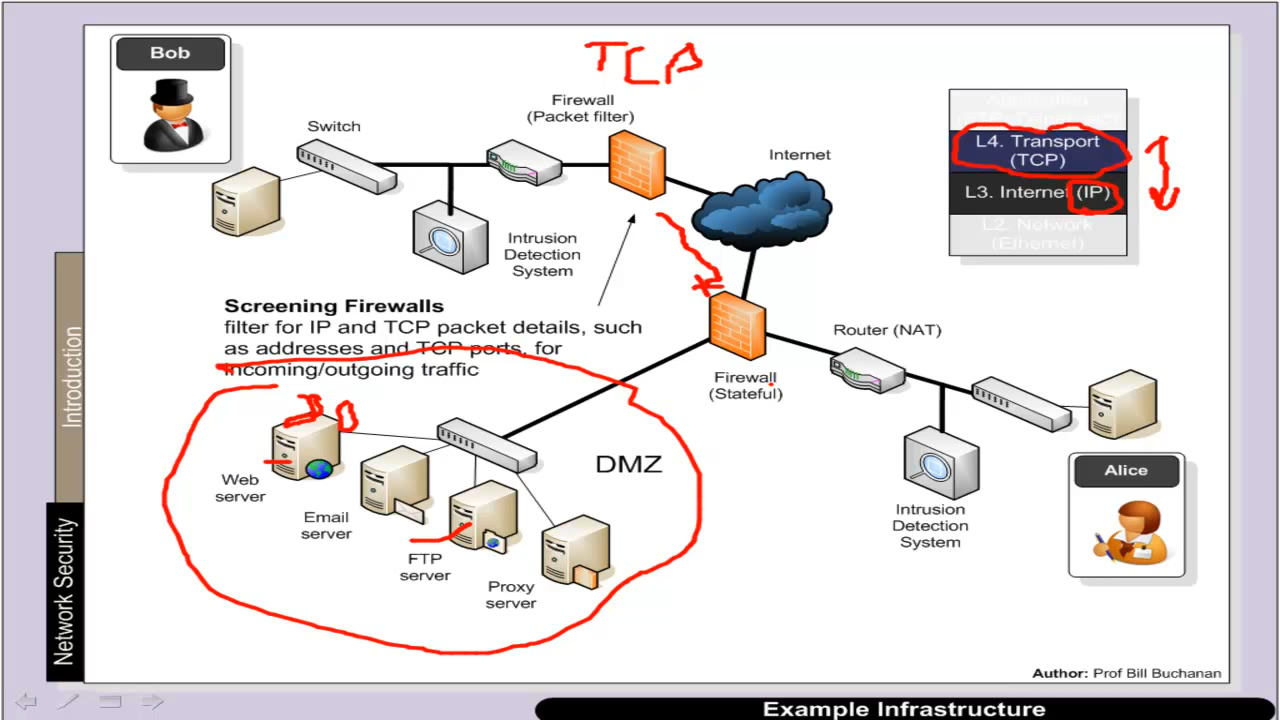 Bob
TCP
Firewall
(Packet filter)
Switch
Internet
L4. Transport
(TCP)
L3. Internet (IP)
L2. Network
(Ethernet)
Intrusion
Detection
System
Screening Firewalls
filter for IP and TCP packet details, such
as addresses and TCP ports, for
incoming/outgoing traffic
Router (NAT)
Firewall
(Stateful)
Web
server
DMZ
Email
server
FTP
server
Proxy
server
Intrusion
Detection
System
Alice
Introduction
Network Security
Author: Prof Bill Buchanan
Example Infrastructure